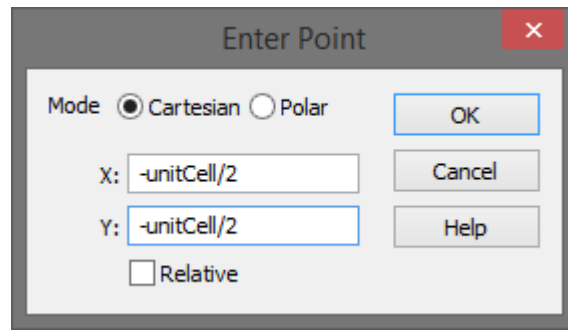 Enter Point
Mode Cartesian Polar OK
X: -unitCell/2 Cancel
Y: -unitCell/2 Help
Relative